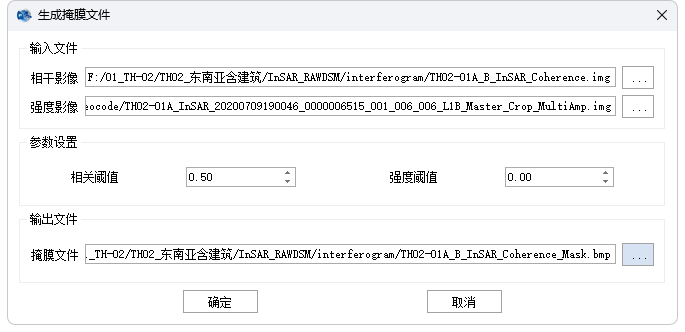 生成掩膜文件
输入文件
相干影像 F:/01_TH-02/TH02_东南亚含建筑/InSAR_RAWDSM/interferogram/TH02-01A_B_InSAR_Coherence.img ...
强度影像 eocode/TH02-01A_InSAR_20200709190046_0000006515_001_006_006_L1B_Master_Crop_MultiAmp.img ...
参数设置
相关阈值 0.50 强度阈值 0.00
输出文件
掩膜文件 1_TH-02/TH02_东南亚含建筑/InSAR_RAWDSM/interferogram/TH02-01A_B_InSAR_Coherence_Mask.bmp ...
确定 取消